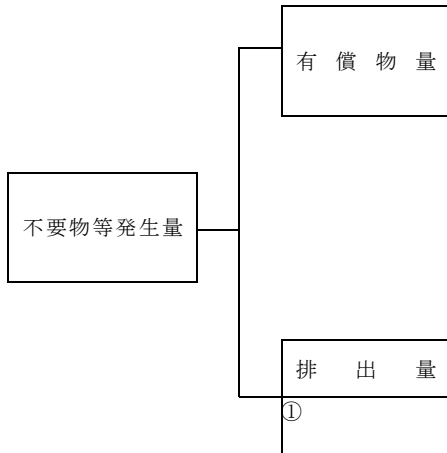 有償物量
不要物等発生量
排出量
①